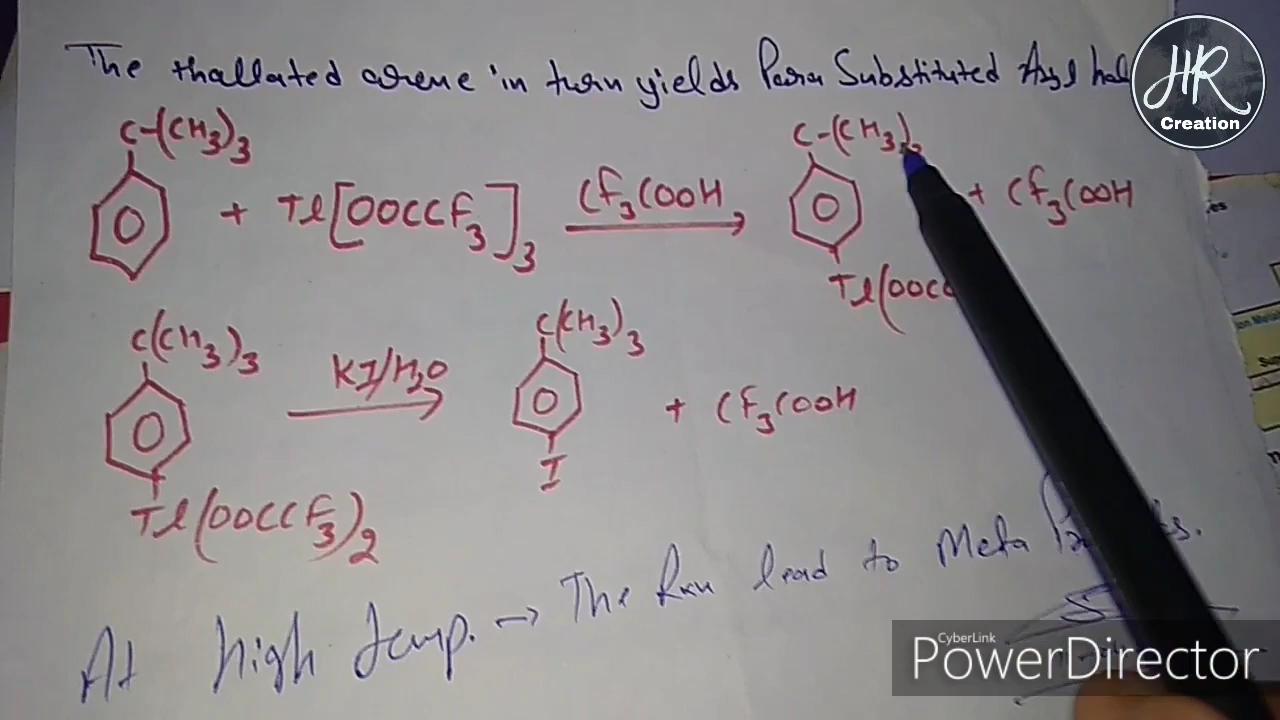 The thallated arene in turn yields Para Substituted Aryl hal
HR
Creation
C-(CH3)3
+ Tl[OOCCF3]3
CF3COOH
C-(CH3)
+ CF3COOH
Tl(OOCC
C(CH3)3
KI/H2O
C(CH3)3
I
+ CF3COOH
Tl(OOCCF3)2
At high temp. → The Rxn lead to Meta
CyberLink
PowerDirector